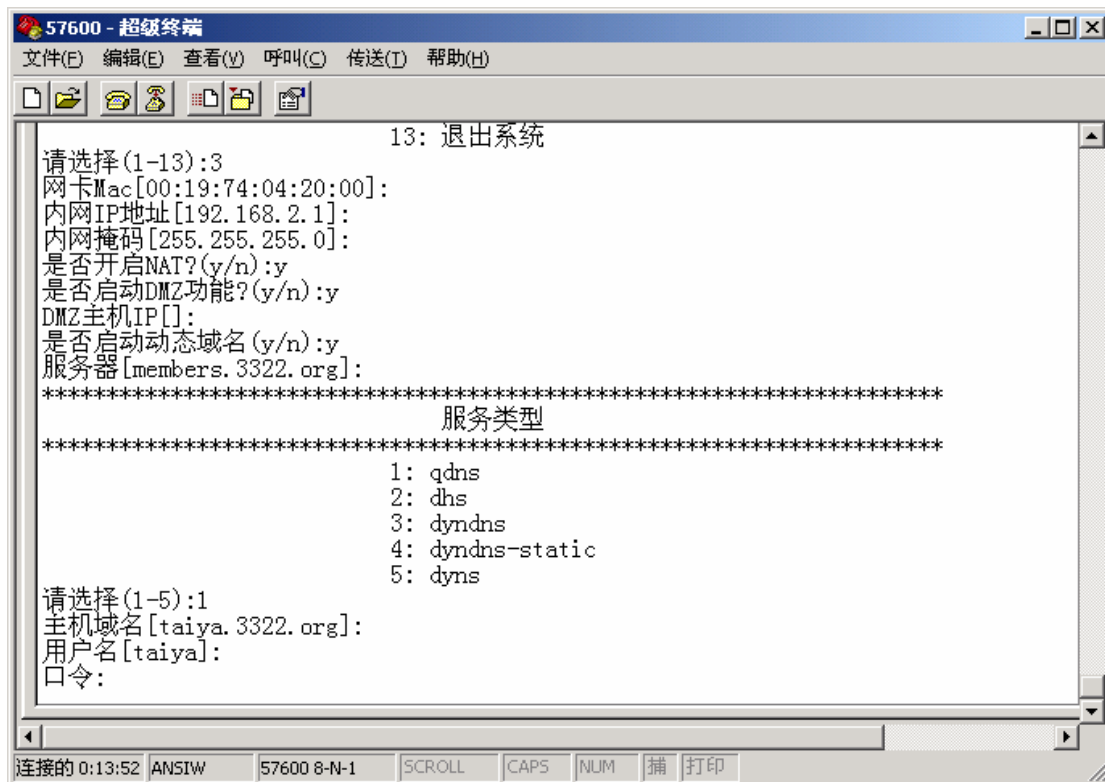 57600 - 超级终端
文件(F) 编辑(E) 查看(V) 呼叫(C) 传送(T) 帮助(H)
13: 退出系统
请选择(1-13):3
网卡Mac[00:19:74:04:20:00]:
内网IP地址[192.168.2.1]:
内网掩码[255.255.255.0]:
是否开启NAT?(y/n):y
是否启动DMZ功能?(y/n):y
DMZ主机IP[]:
是否启动动态域名(y/n):y
服务器[members.3322.org]:
**********************************************************************
服务类型
**********************************************************************
1: qdns
2: dhs
3: dyndns
4: dyndns-static
5: dyns
请选择(1-5):1
主机域名[taiya.3322.org]:
用户名[taiya]:
口令:
连接的 0:13:52 ANSIW 57600 8-N-1 SCROLL CAPS NUM 捕 打印